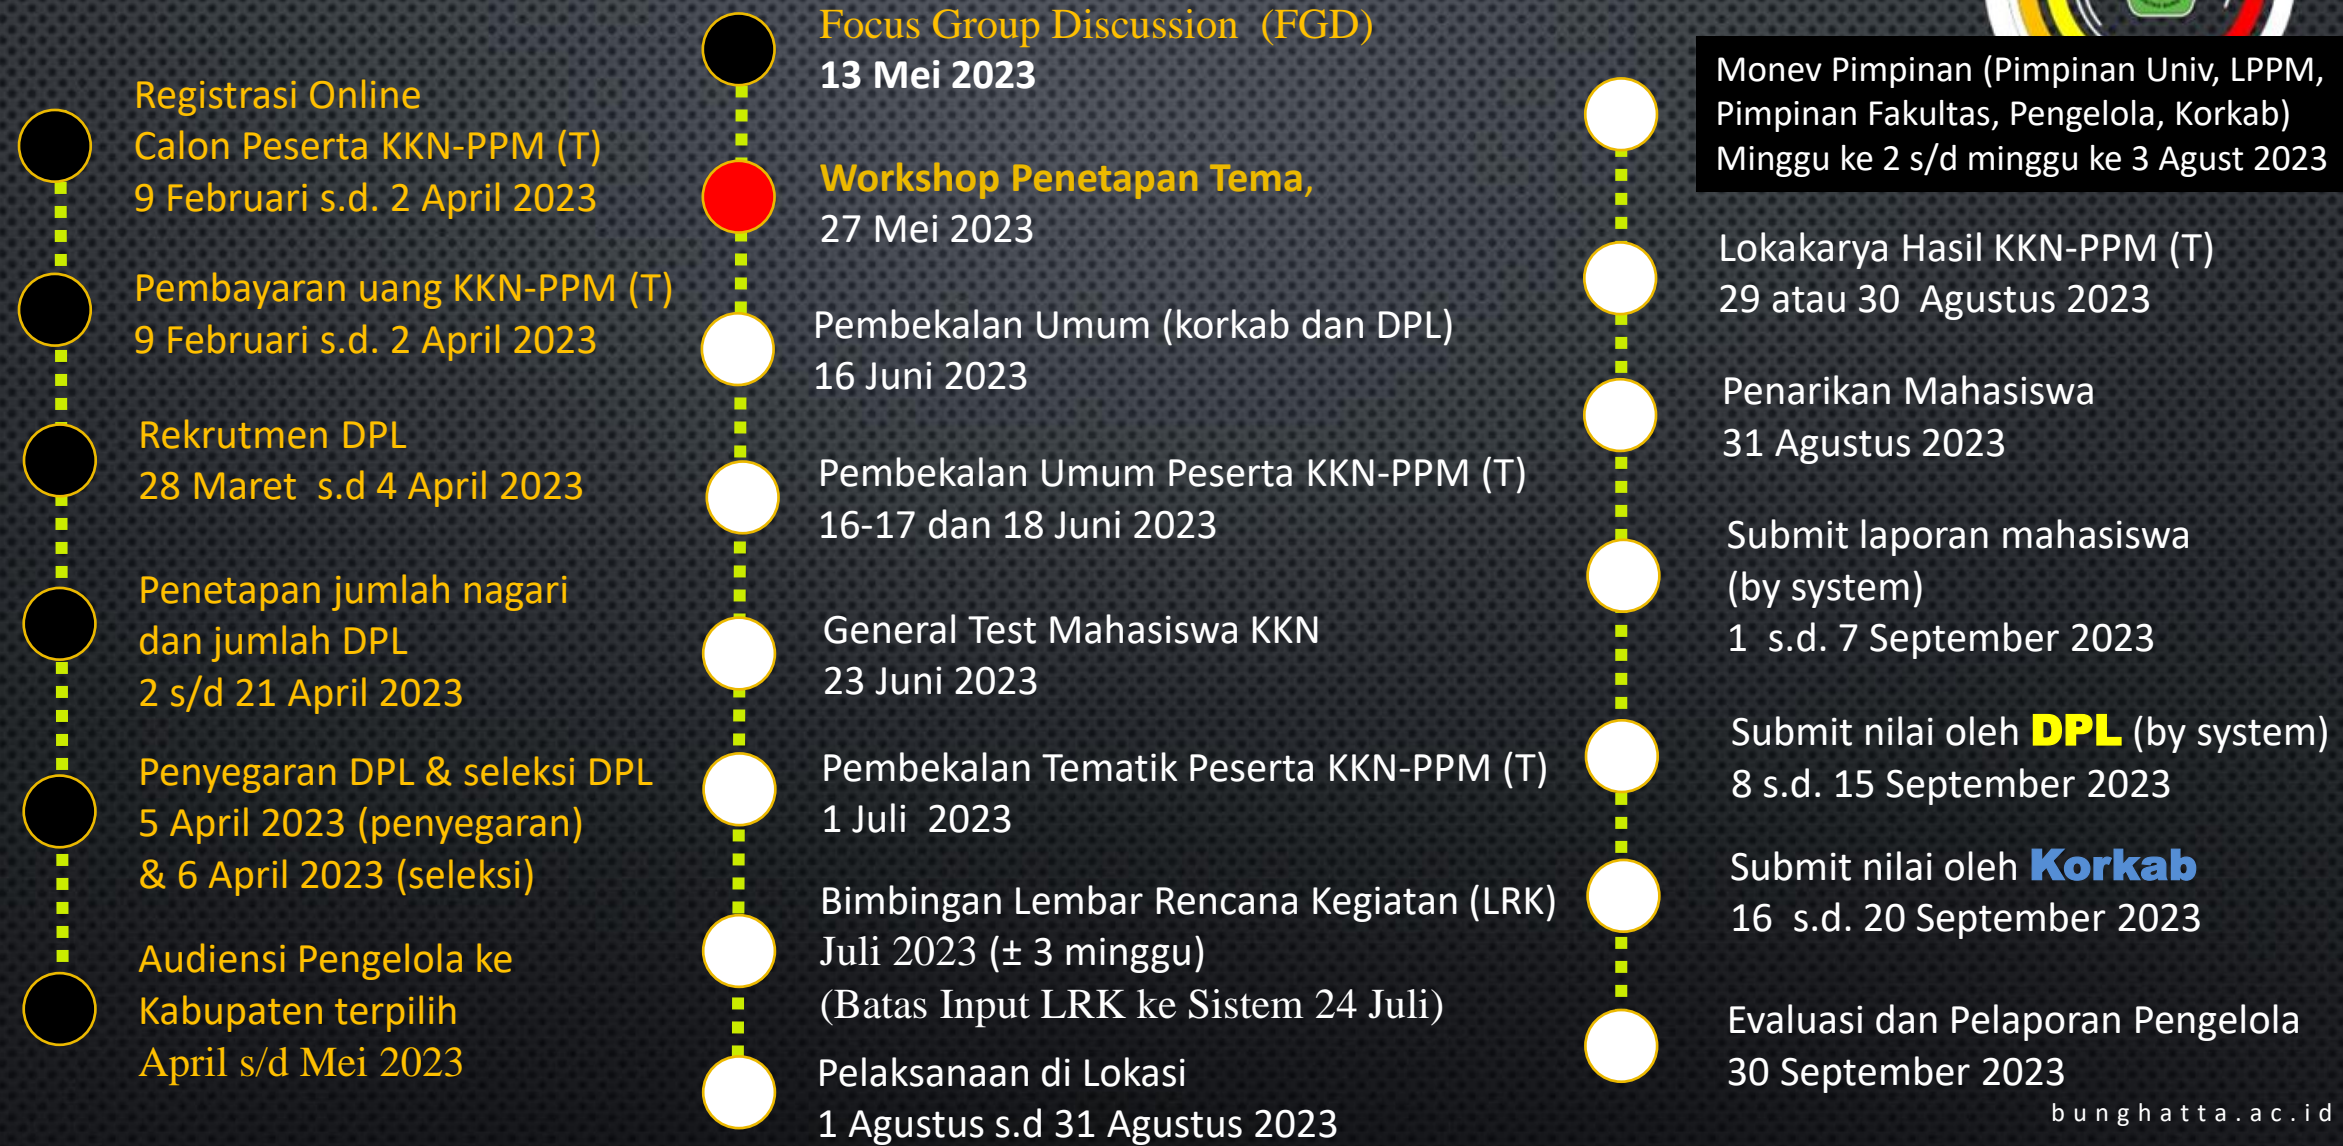 Registrasi Online
Calon Peserta KKN-PPM (T)
9 Februari s.d. 2 April 2023
Pembayaran uang KKN-PPM (T)
9 Februari s.d. 2 April 2023
Rekrutmen DPL
28 Maret  s.d 4 April 2023
Penetapan jumlah nagari
dan jumlah DPL
2 s/d 21 April 2023
Penyegaran DPL & seleksi DPL
5 April 2023 (penyegaran)
& 6 April 2023 (seleksi)
Audiensi Pengelola ke
Kabupaten terpilih
April s/d Mei 2023
Focus Group Discussion  (FGD)
13 Mei 2023
Workshop Penetapan Tema,
27 Mei 2023
Pembekalan Umum (korkab dan DPL)
16 Juni 2023
Pembekalan Umum Peserta KKN-PPM (T)
16-17 dan 18 Juni 2023
General Test Mahasiswa KKN
23 Juni 2023
Pembekalan Tematik Peserta KKN-PPM (T)
1 Juli  2023
Bimbingan Lembar Rencana Kegiatan (LRK)
Juli 2023 (± 3 minggu)
(Batas Input LRK ke Sistem 24 Juli)
Pelaksanaan di Lokasi
1 Agustus s.d 31 Agustus 2023
Monev Pimpinan (Pimpinan Univ, LPPM,
Pimpinan Fakultas, Pengelola, Korkab)
Minggu ke 2 s/d minggu ke 3 Agust 2023
Lokakarya Hasil KKN-PPM (T)
29 atau 30  Agustus 2023
Penarikan Mahasiswa
31 Agustus 2023
Submit laporan mahasiswa
(by system)
1  s.d. 7 September 2023
Submit nilai oleh DPL (by system)
8 s.d. 15 September 2023
Submit nilai oleh Korkab
16  s.d. 20 September 2023
Evaluasi dan Pelaporan Pengelola
30 September 2023
bunghatta.ac.id